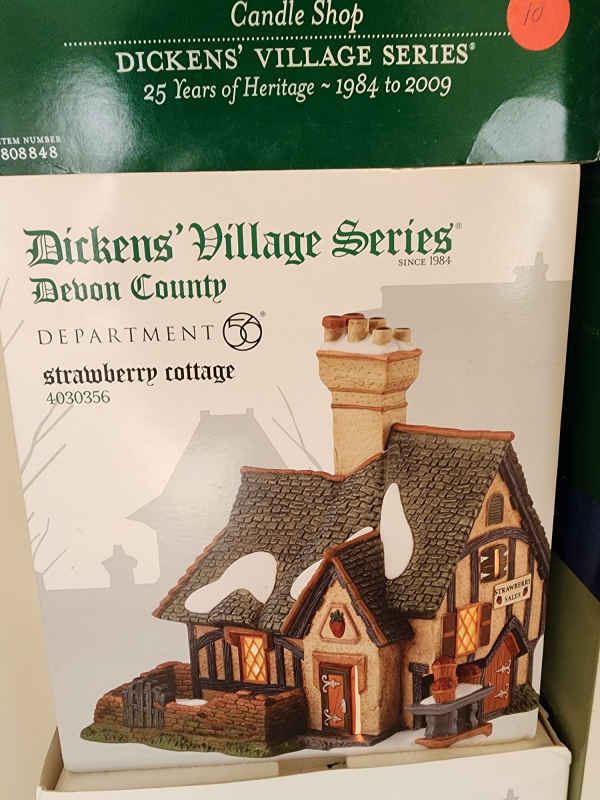 Candle Shop
10
DICKENS' VILLAGE SERIES®
25 Years of Heritage ~ 1984 to 2009
ITEM NUMBER
808848
Dickens' Village Series®
SINCE 1984
Devon County
DEPARTMENT 56®
strawberry cottage
4030356
STRAWBERRY
SALES